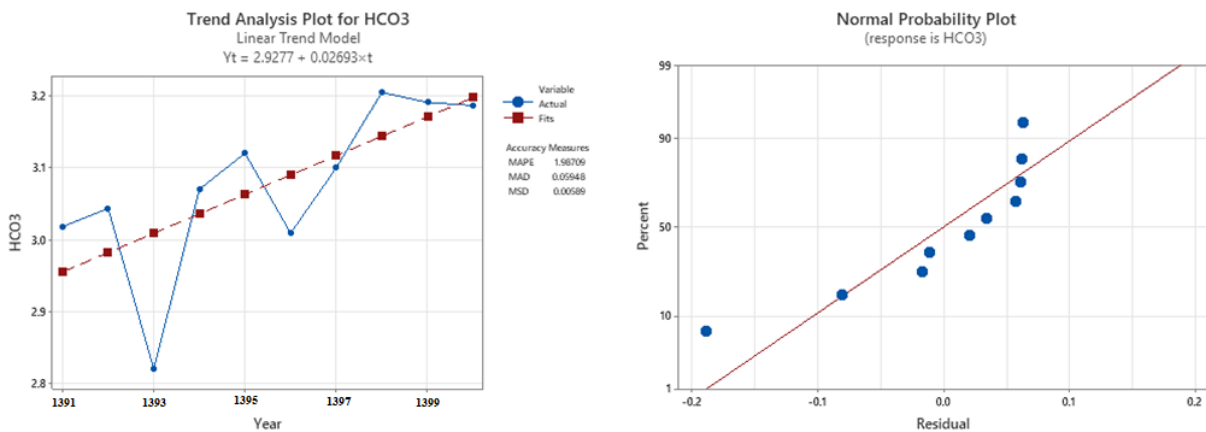 Trend Analysis Plot for HCO3
Linear Trend Model
Yt = 2.9277 + 0.02693×t
3.2
3.1
3.0
2.9
2.8
HCO3
1391
1393
1395
1397
1399
Year
Variable
Actual
Fits
Accuracy Measures
MAPE 1.98709
MAD 0.05948
MSD 0.00589
Normal Probability Plot
(response is HCO3)
99
90
50
10
1
Percent
-0.2
-0.1
0.0
0.1
0.2
Residual